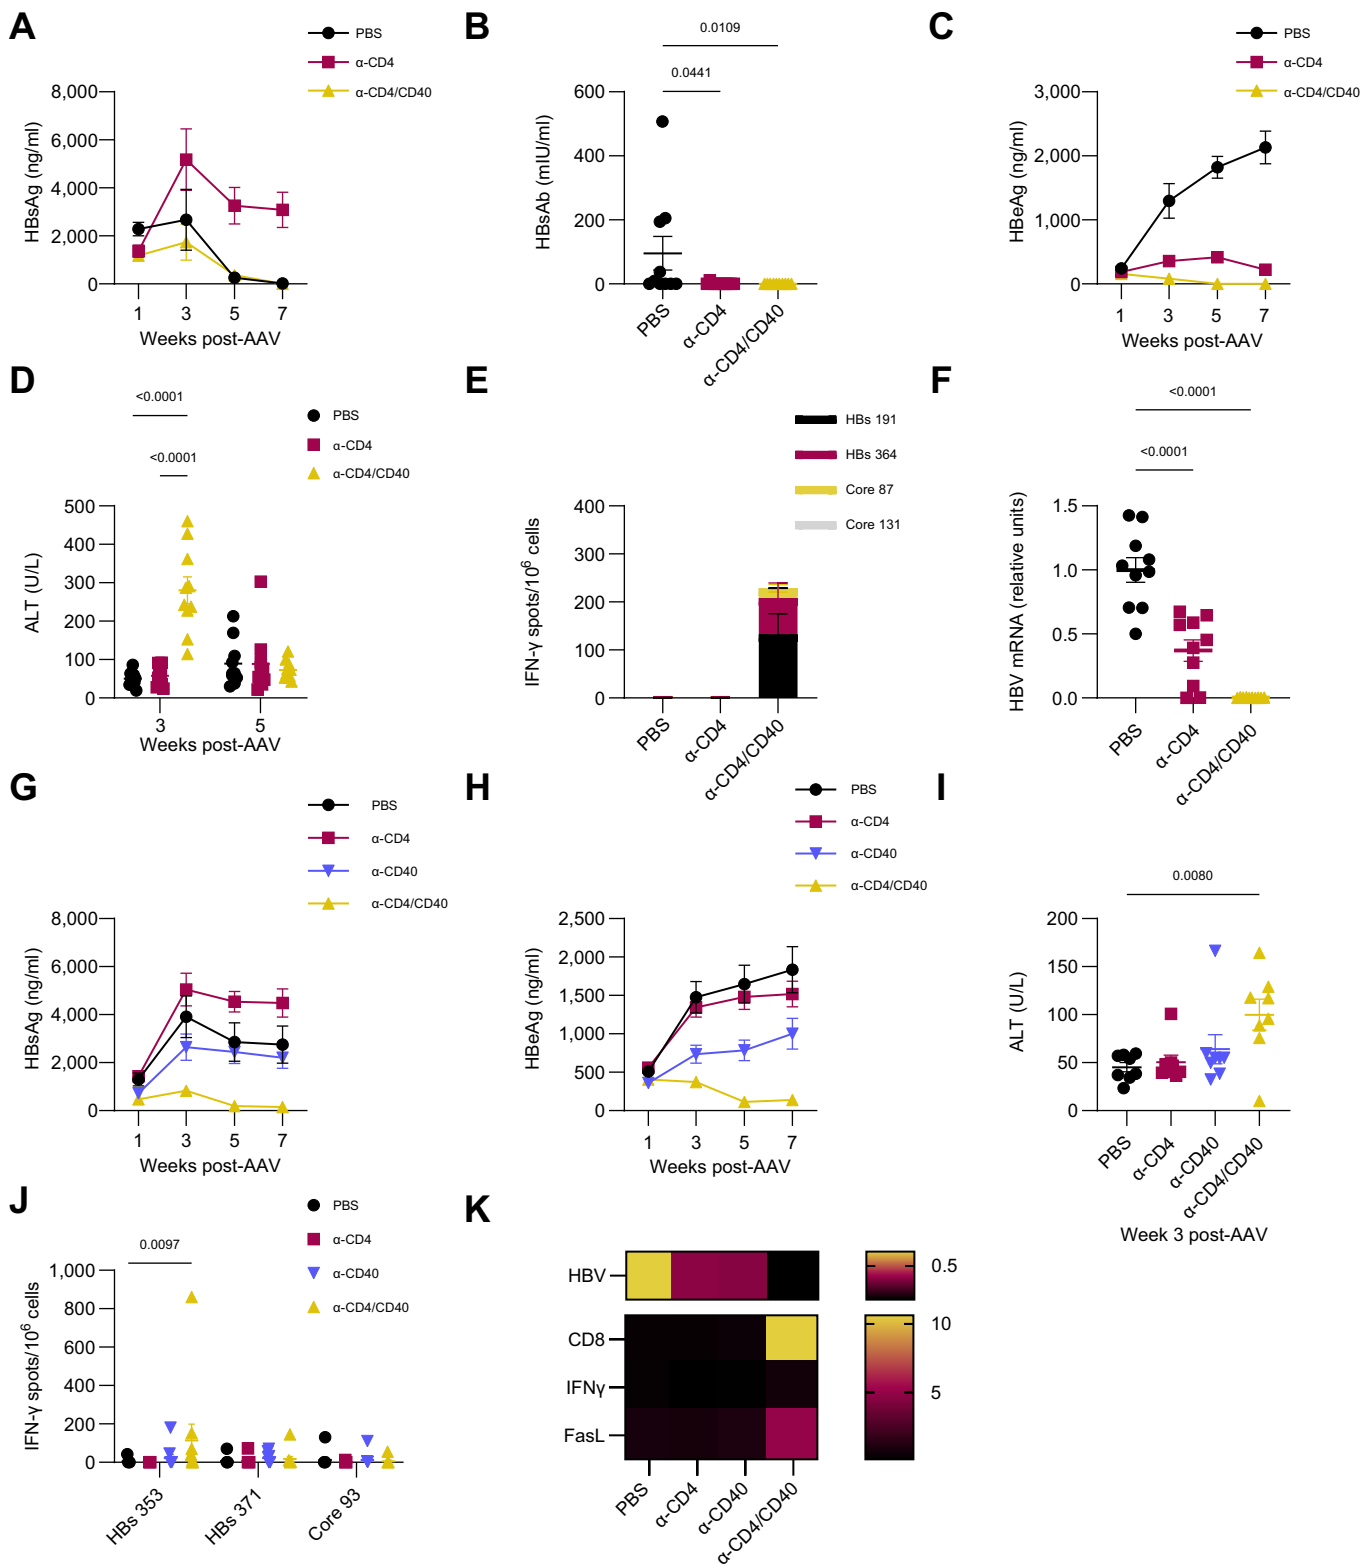 A
PBS
α-CD4
α-CD4/CD40
HBsAg (ng/ml)
8,000
6,000
4,000
2,000
0
1 3 5 7
Weeks post-AAV
B
0.0109
0.0441
HBsAb (mIU/ml)
600
400
200
0
PBS
α-CD4
α-CD4/CD40
C
PBS
α-CD4
α-CD4/CD40
HBeAg (ng/ml)
3,000
2,000
1,000
0
1 3 5 7
Weeks post-AAV
D
<0.0001
<0.0001
PBS
α-CD4
α-CD4/CD40
ALT (U/L)
500
400
300
200
100
0
3 5
Weeks post-AAV
E
HBs 191
HBs 364
Core 87
Core 131
IFN-γ spots/10⁶ cells
400
300
200
100
0
PBS
α-CD4
α-CD4/CD40
F
<0.0001
<0.0001
HBV mRNA (relative units)
1.5
1.0
0.5
0.0
PBS
α-CD4
α-CD4/CD40
G
PBS
α-CD4
α-CD40
α-CD4/CD40
HBsAg (ng/ml)
8,000
6,000
4,000
2,000
0
1 3 5 7
Weeks post-AAV
H
PBS
α-CD4
α-CD40
α-CD4/CD40
HBeAg (ng/ml)
2,500
2,000
1,500
1,000
500
0
1 3 5 7
Weeks post-AAV
I
0.0080
ALT (U/L)
200
150
100
50
0
PBS
α-CD4
α-CD40
α-CD4/CD40
Week 3 post-AAV
J
PBS
α-CD4
α-CD40
α-CD4/CD40
0.0097
IFN-γ spots/10⁶ cells
1,000
800
600
400
200
0
HBs 353
HBs 371
Core 93
K
HBV
CD8
IFNγ
FasL
PBS
α-CD4
α-CD40
α-CD4/CD40
0.5
10
5